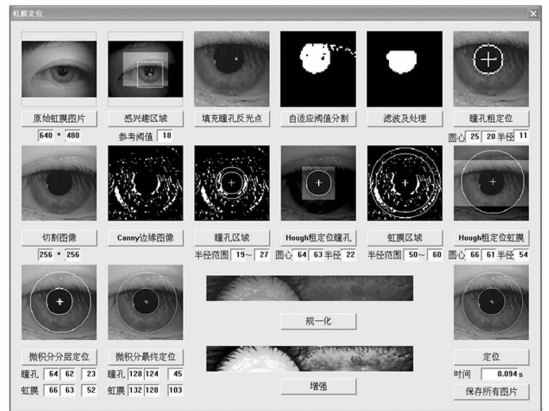 虹膜定位
原始虹膜图片 感兴趣区域 填充瞳孔反光点 自适应阈值分割 滤波及处理 瞳孔粗定位
640 * 480 参考阈值 18 圆心 25 20 半径 11
切割图像 Canny边缘图像 瞳孔区域 Hough粗定位瞳孔 虹膜区域 Hough粗定位虹膜
256 * 256 半径范围 19~ 27 圆心 64 63 半径 22 半径范围 50~ 60 圆心 66 61 半径 54
规一化
微积分分层定位 微积分最终定位 定位
瞳孔 64 62 23 瞳孔 128 124 45 时间 0.094 s
虹膜 66 63 52 虹膜 132 128 103 增强 保存所有图片